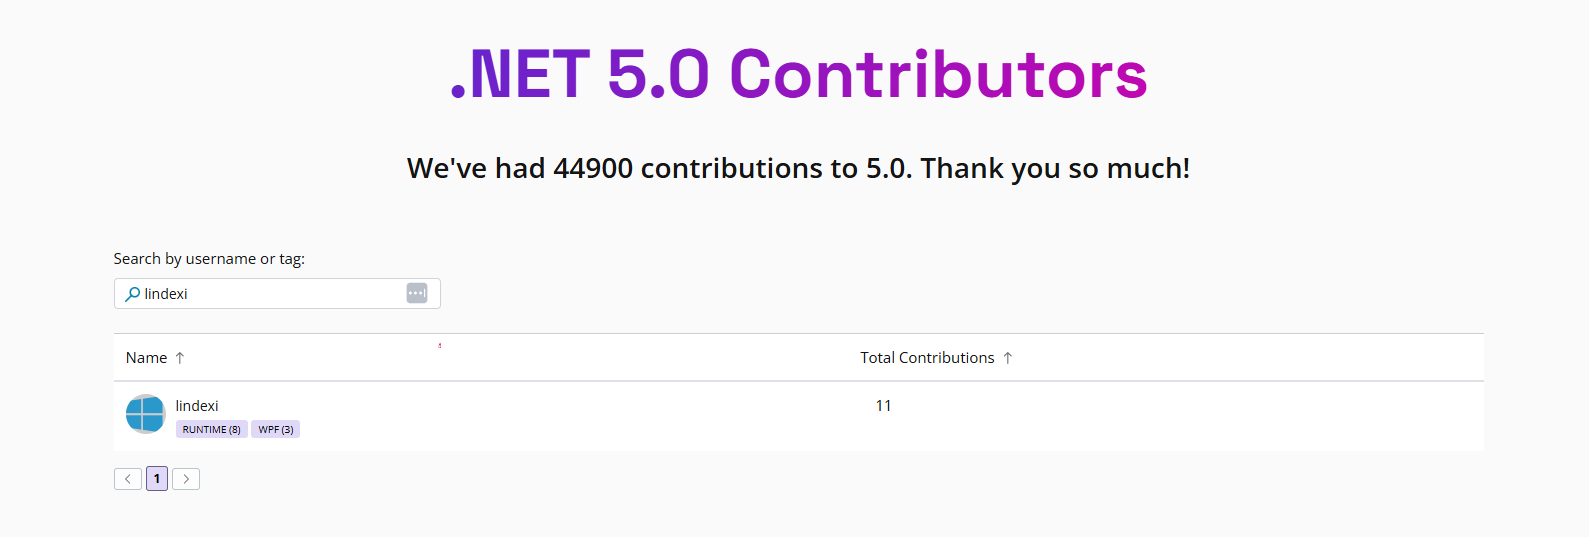 .NET 5.0 Contributors
We've had 44900 contributions to 5.0. Thank you so much!
Search by username or tag:
lindexi
Name ↑ Total Contributions ↑
lindexi 11
RUNTIME (8) WPF (3)
1